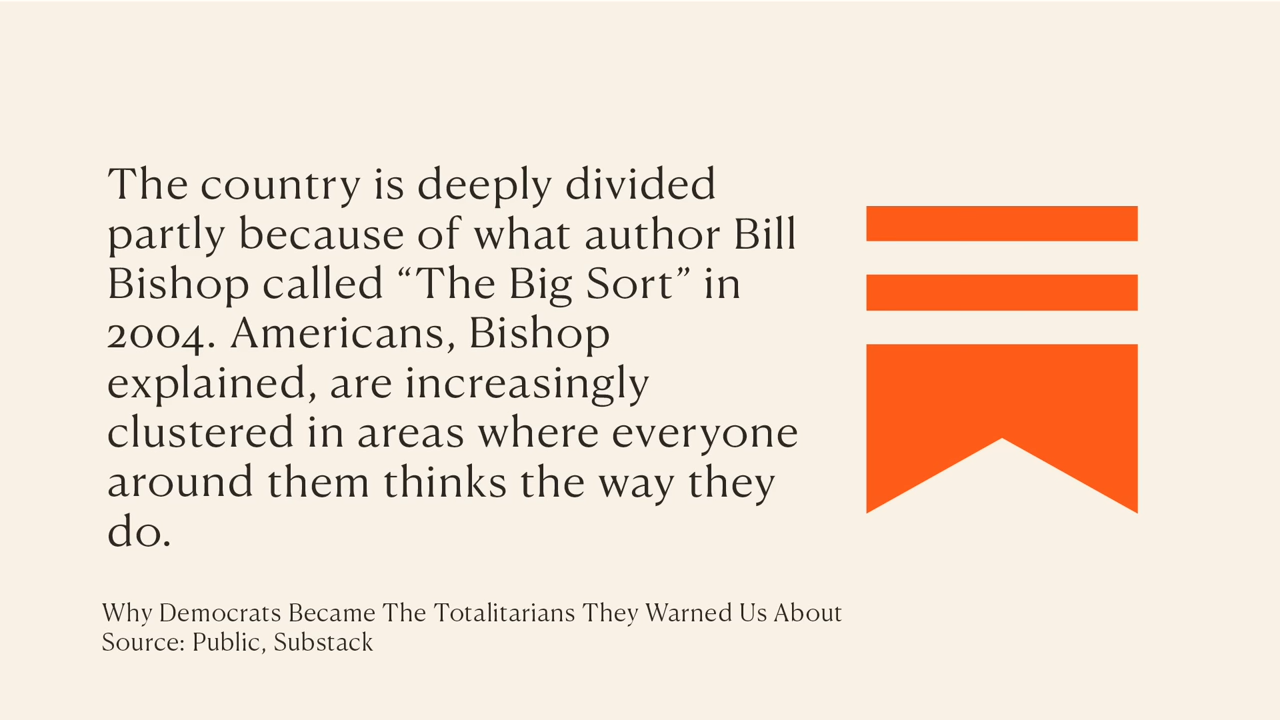 The country is deeply divided
partly because of what author Bill
Bishop called “The Big Sort” in
2004. Americans, Bishop
explained, are increasingly
clustered in areas where everyone
around them thinks the way they
do.
Why Democrats Became The Totalitarians They Warned Us About
Source: Public, Substack